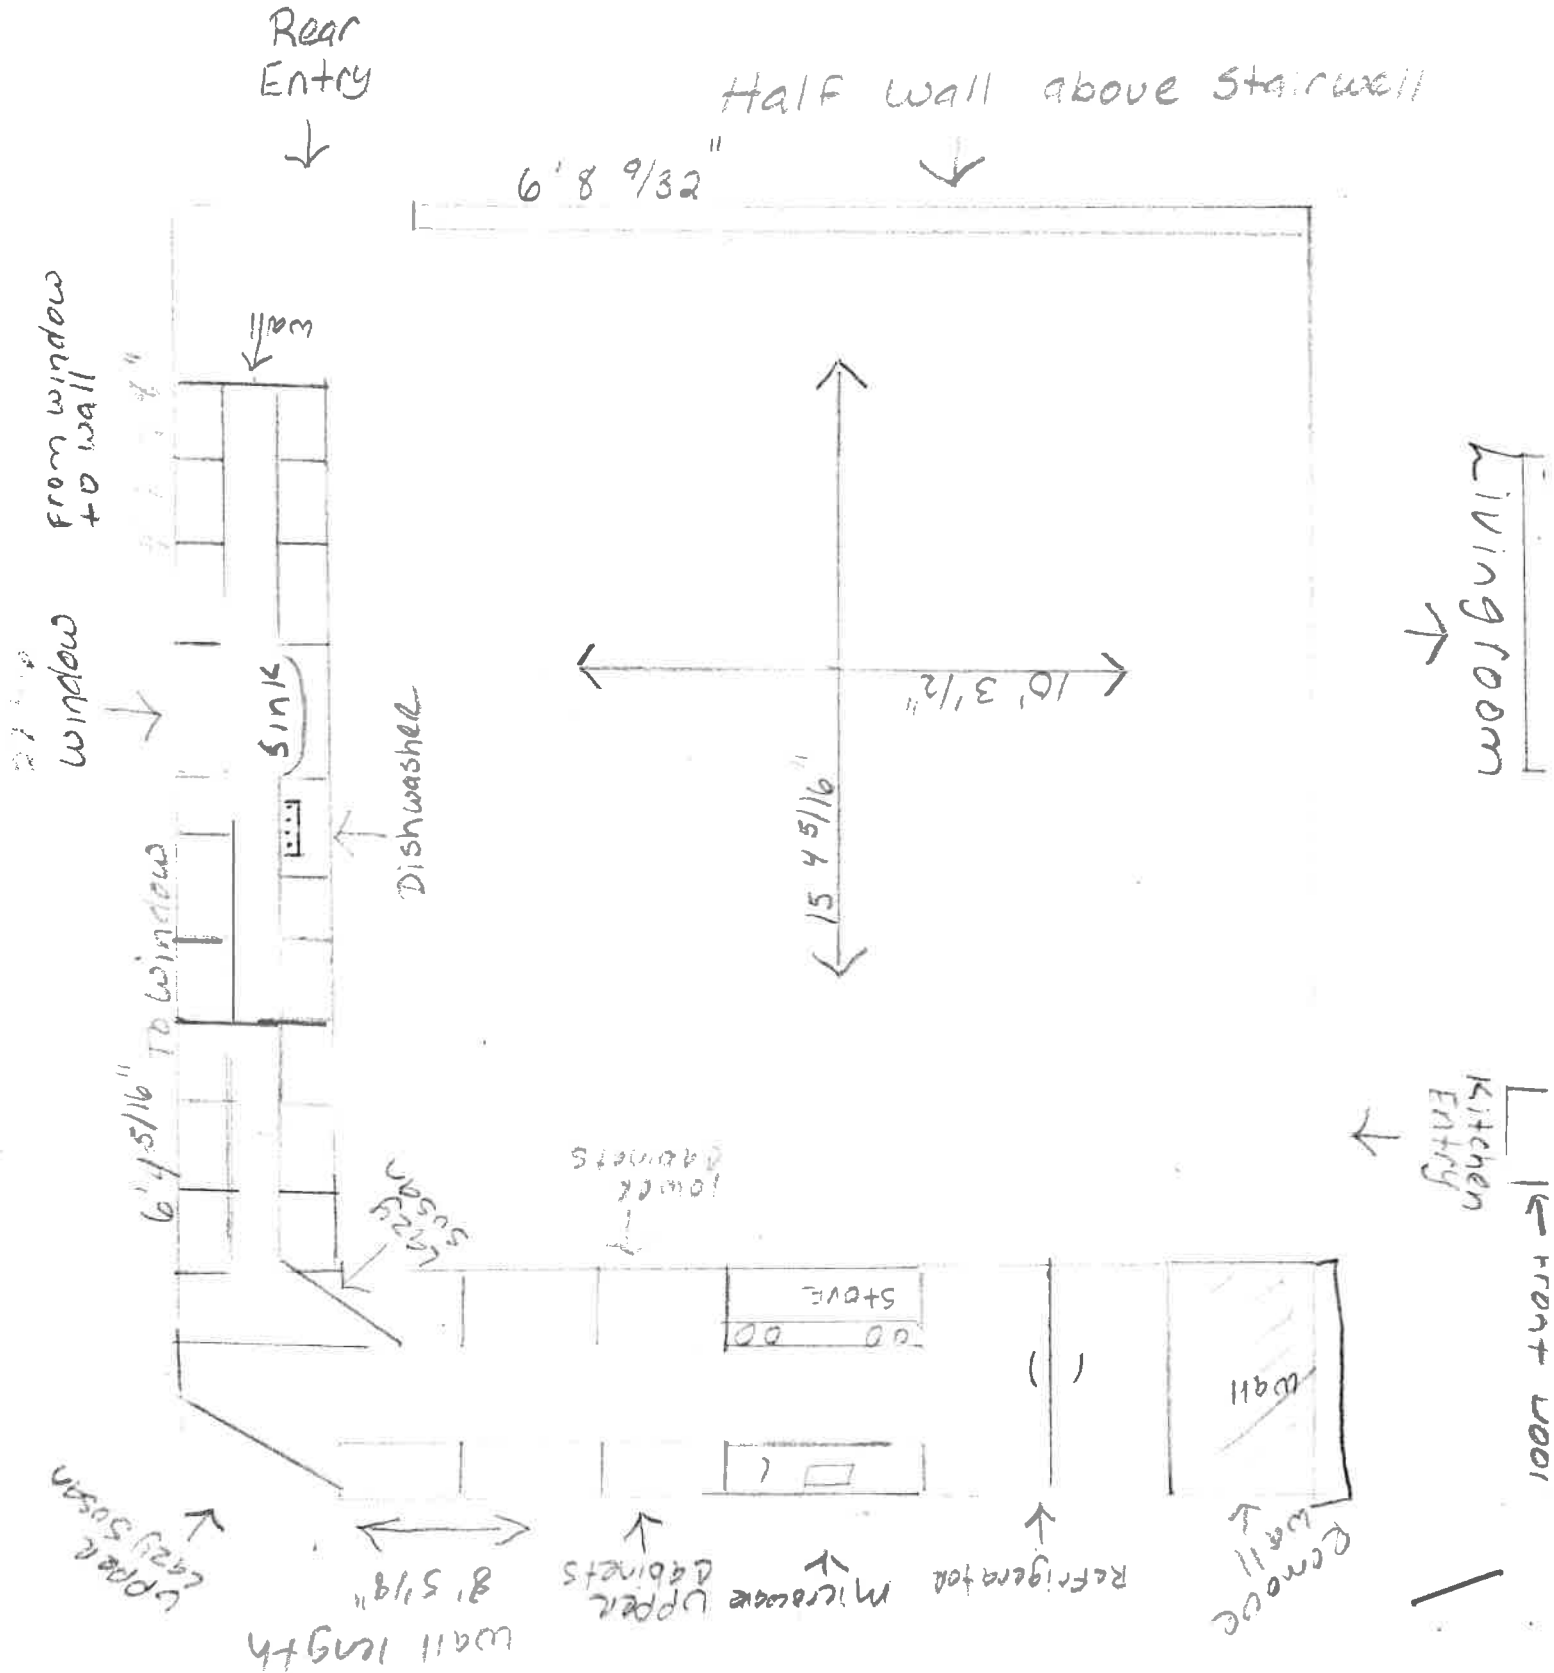 Rear
Entry
Half wall above Stairwell
6' 8 9/32"
wall
From window
to wall
window
Sink
Dishwasher
10' 3 1/2"
15 4 5/16"
Livingroom
6' 4 5/16" To window
Kitchen
Entry
Lazy
Susan
lower
cabinets
Stove
wall
Remove
wall
Refrigerator
microwave
upper
cabinets
8' 5 1/4"
wall length
upper
Lazy Susan